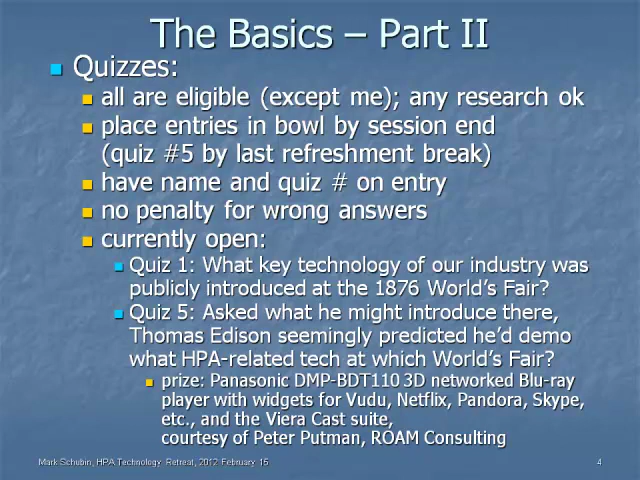 The Basics – Part II
Quizzes:
all are eligible (except me); any research ok
place entries in bowl by session end
(quiz #5 by last refreshment break)
have name and quiz # on entry
no penalty for wrong answers
currently open:
Quiz 1: What key technology of our industry was
publicly introduced at the 1876 World's Fair?
Quiz 5: Asked what he might introduce there,
Thomas Edison seemingly predicted he'd demo
what HPA-related tech at which World's Fair?
prize: Panasonic DMP-BDT110 3D networked Blu-ray
player with widgets for Vudu, Netflix, Pandora, Skype,
etc., and the Viera Cast suite,
courtesy of Peter Putman, ROAM Consulting
Mark Schubin, HPA Technology Retreat, 2012 February 15
4